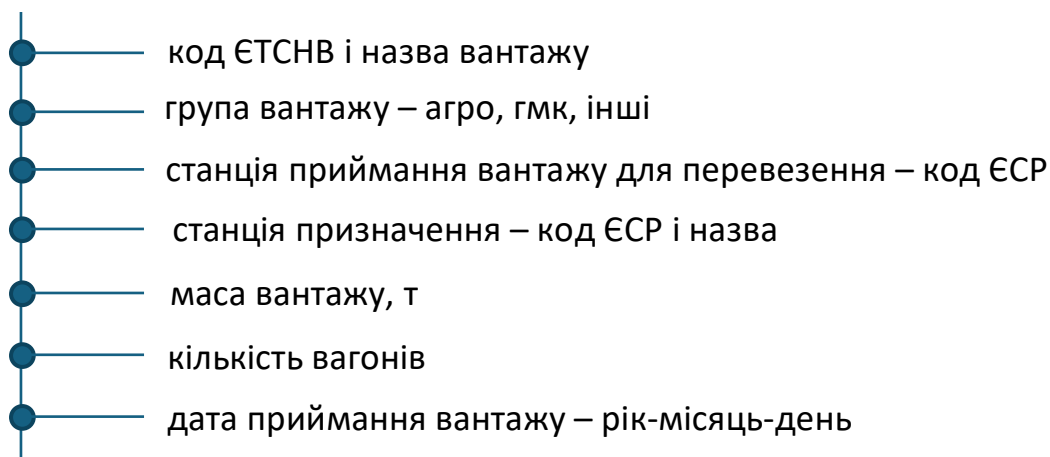 код ЄТСНВ і назва вантажу
група вантажу – агро, гмк, інші
станція приймання вантажу для перевезення – код ЄСР
станція призначення – код ЄСР і назва
маса вантажу, т
кількість вагонів
дата приймання вантажу – рік-місяць-день